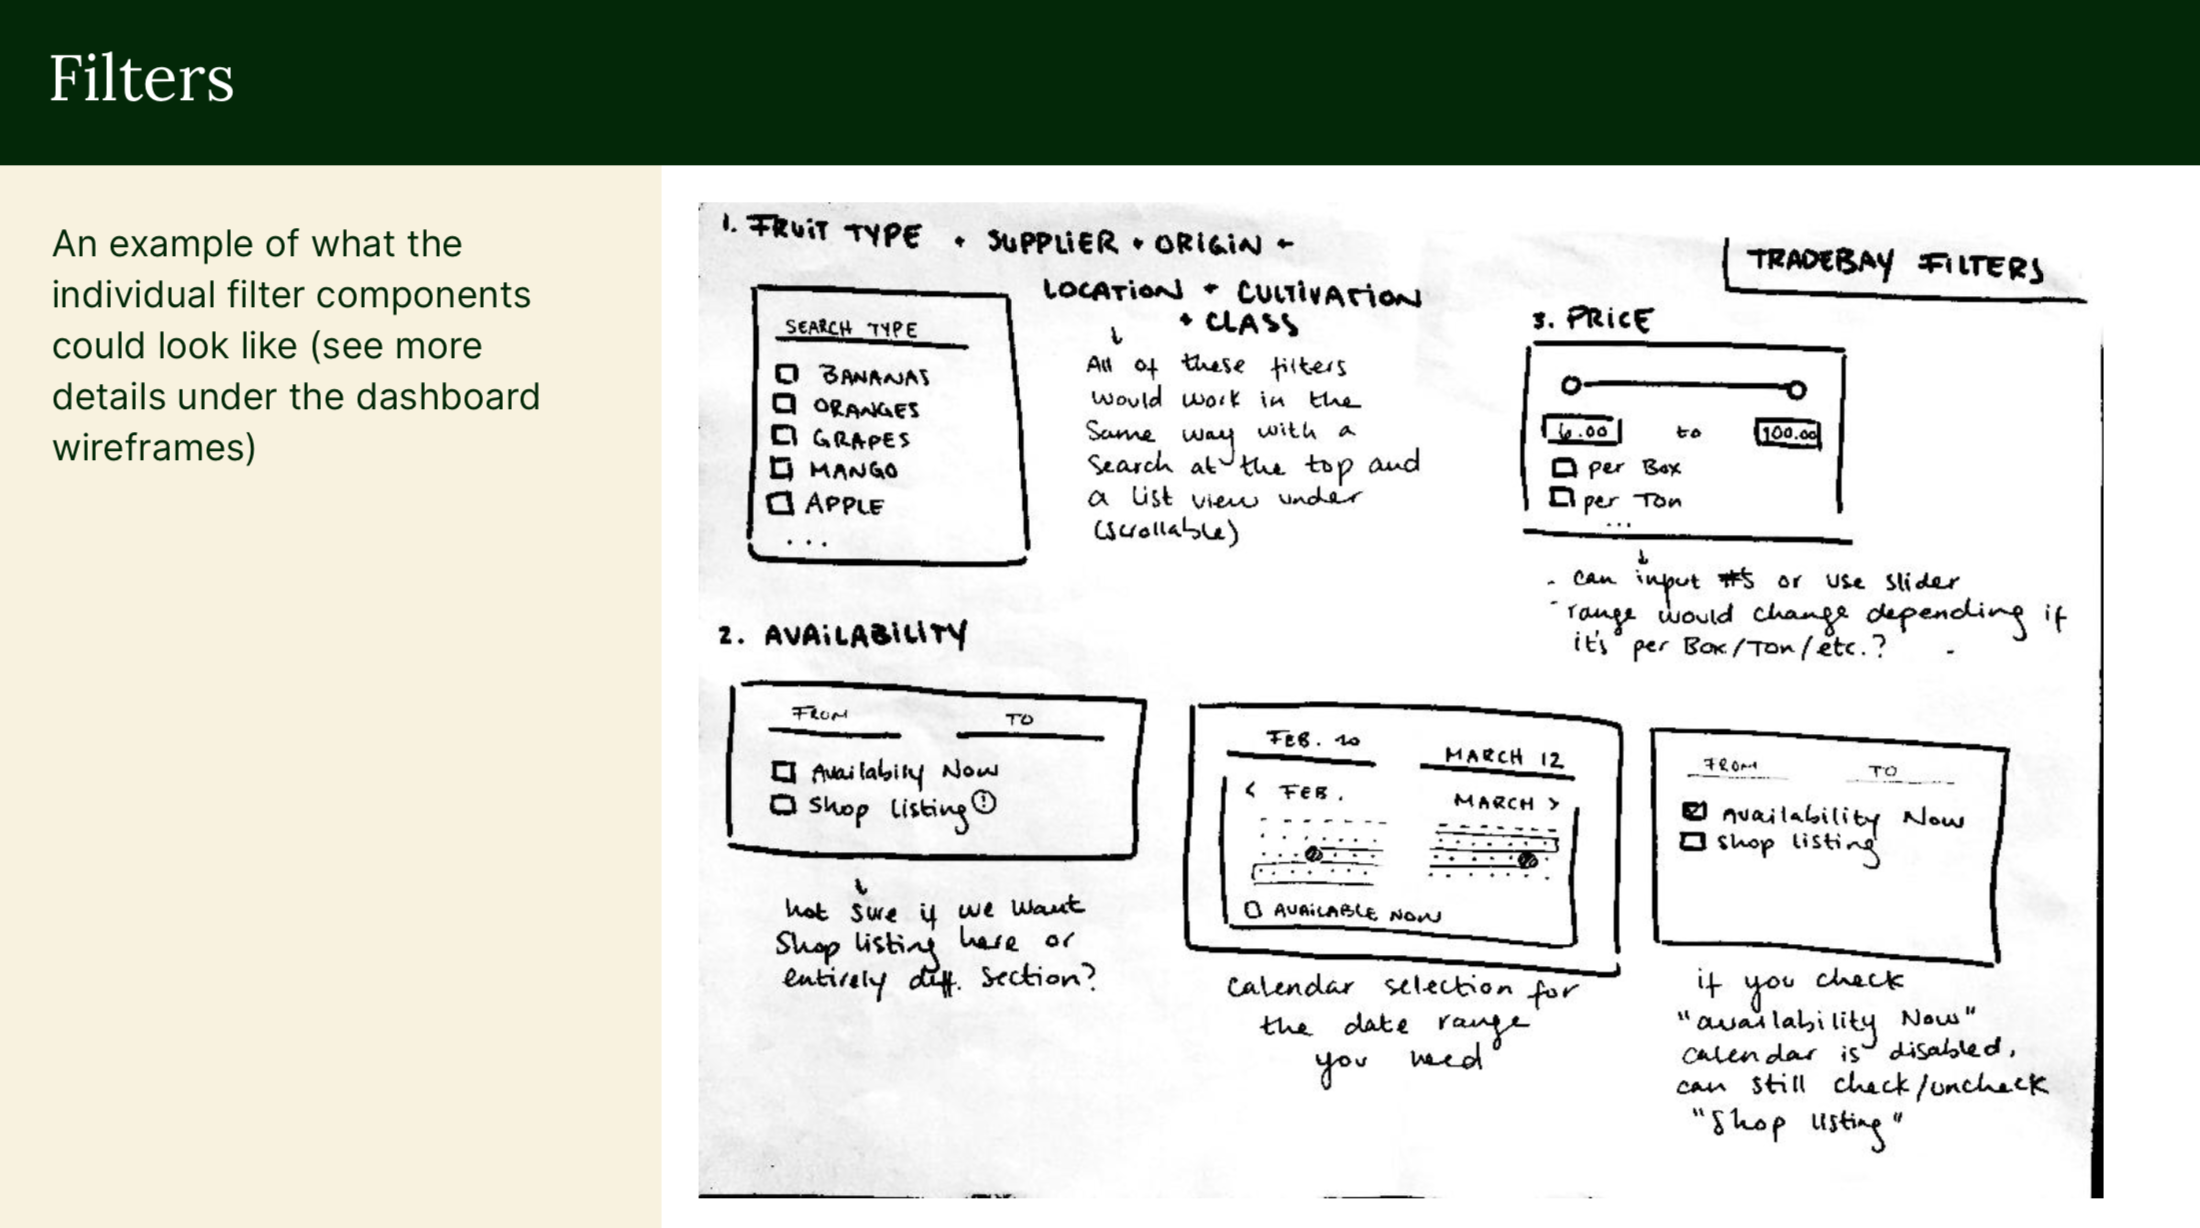 Filters
An example of what the
individual filter components
could look like (see more
details under the dashboard
wireframes)
TRADEBAY FILTERS
1. FRUIT TYPE + SUPPLIER + ORIGIN +
LOCATION + CULTIVATION
+ CLASS
SEARCH TYPE
BANANAS
ORANGES
GRAPES
MANGO
APPLE
...
All of these filters
would work in the
same way with a
search at the top and
a list view under
(scrollable)
3. PRICE
6.00 to 100.00
per Box
per Ton
...
- can input #s or use slider
- range would change depending if
it's per Box/Ton/etc.?
2. AVAILABILITY
FROM TO
Availabily Now
Shop listing
not sure if we want
Shop listing here or
entirely diff. section?
FEB. 10 MARCH 12
< FEB. MARCH >
AVAILABLE NOW
calendar selection for
the date range
you need
FROM TO
Availability Now
shop listing
if you check
"availability Now"
calendar is disabled,
can still check/uncheck
"Shop listing"